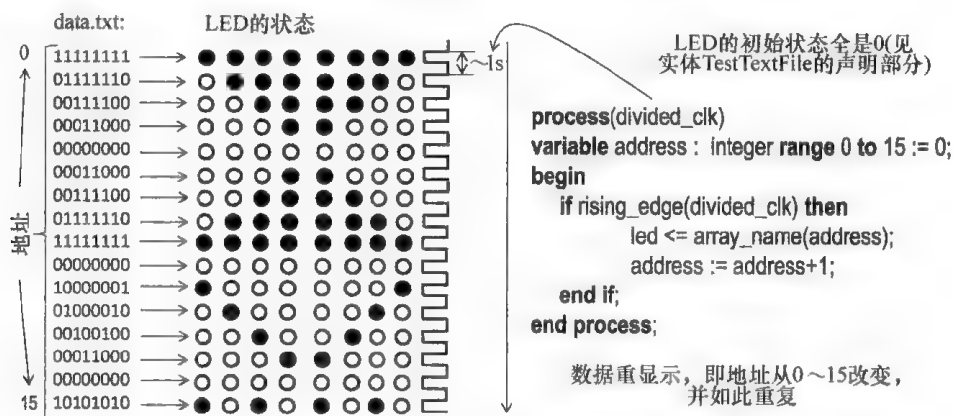 data.txt:
LED的状态
0
11111111
01111110
00111100
00011000
00000000
00011000
00111100
01111110
11111111
00000000
10000001
01000010
00100100
00011000
00000000
15
10101010
地址
～1s
LED的初始状态全是0(见
实体TestTextFile的声明部分)
process(divided_clk)
variable address : integer range 0 to 15 := 0;
begin
if rising_edge(divided_clk) then
led <= array_name(address);
address := address+1;
end if;
end process;
数据重显示，即地址从0～15改变，
并如此重复